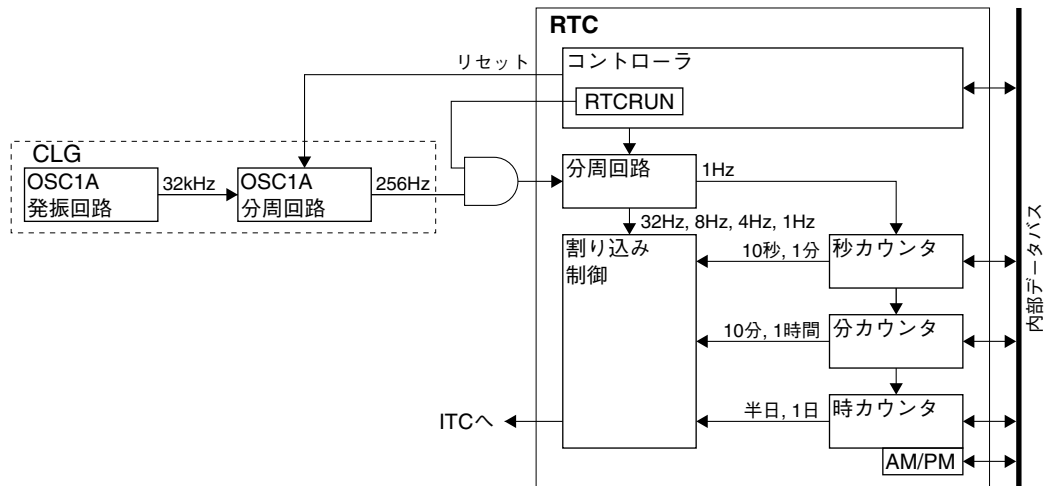 RTC
リセット
コントローラ
RTCRUN
CLG
OSC1A
発振回路
32kHz
OSC1A
分周回路
256Hz
分周回路
1Hz
32Hz, 8Hz, 4Hz, 1Hz
割り込み
制御
10秒, 1分
秒カウンタ
10分, 1時間
分カウンタ
半日, 1日
時カウンタ
AM/PM
ITCへ
内部データバス